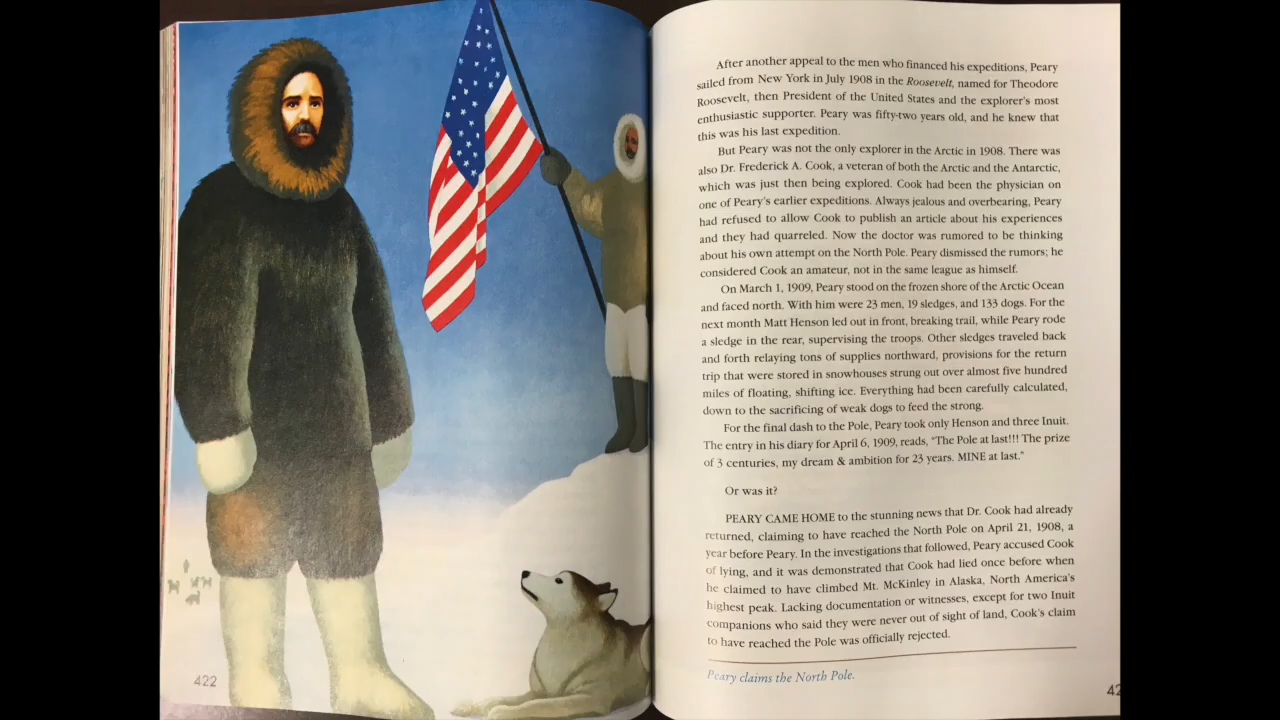 422
After another appeal to the men who financed his expeditions, Peary
sailed from New York in July 1908 in the Roosevelt, named for Theodore
Roosevelt, then President of the United States and the explorer's most
enthusiastic supporter. Peary was fifty-two years old, and he knew that
this was his last expedition.
But Peary was not the only explorer in the Arctic in 1908. There was
also Dr. Frederick A. Cook, a veteran of both the Arctic and the Antarctic,
which was just then being explored. Cook had been the physician on
one of Peary's earlier expeditions. Always jealous and overbearing, Peary
had refused to allow Cook to publish an article about his experiences
and they had quarreled. Now the doctor was rumored to be thinking
about his own attempt on the North Pole. Peary dismissed the rumors; he
considered Cook an amateur, not in the same league as himself.
On March 1, 1909, Peary stood on the frozen shore of the Arctic Ocean
and faced north. With him were 23 men, 19 sledges, and 133 dogs. For the
next month Matt Henson led out in front, breaking trail, while Peary rode
a sledge in the rear, supervising the troops. Other sledges traveled back
and forth relaying tons of supplies northward, provisions for the return
trip that were stored in snowhouses strung out over almost five hundred
miles of floating, shifting ice. Everything had been carefully calculated,
down to the sacrificing of weak dogs to feed the strong.
For the final dash to the Pole, Peary took only Henson and three Inuit.
The entry in his diary for April 6, 1909, reads, "The Pole at last!!! The prize
of 3 centuries, my dream & ambition for 23 years. MINE at last."
Or was it?
PEARY CAME HOME to the stunning news that Dr. Cook had already
returned, claiming to have reached the North Pole on April 21, 1908, a
year before Peary. In the investigations that followed, Peary accused Cook
of lying, and it was demonstrated that Cook had lied once before when
he claimed to have climbed Mt. McKinley in Alaska, North America's
highest peak. Lacking documentation or witnesses, except for two Inuit
companions who said they were never out of sight of land, Cook's claim
to have reached the Pole was officially rejected.
Peary claims the North Pole.